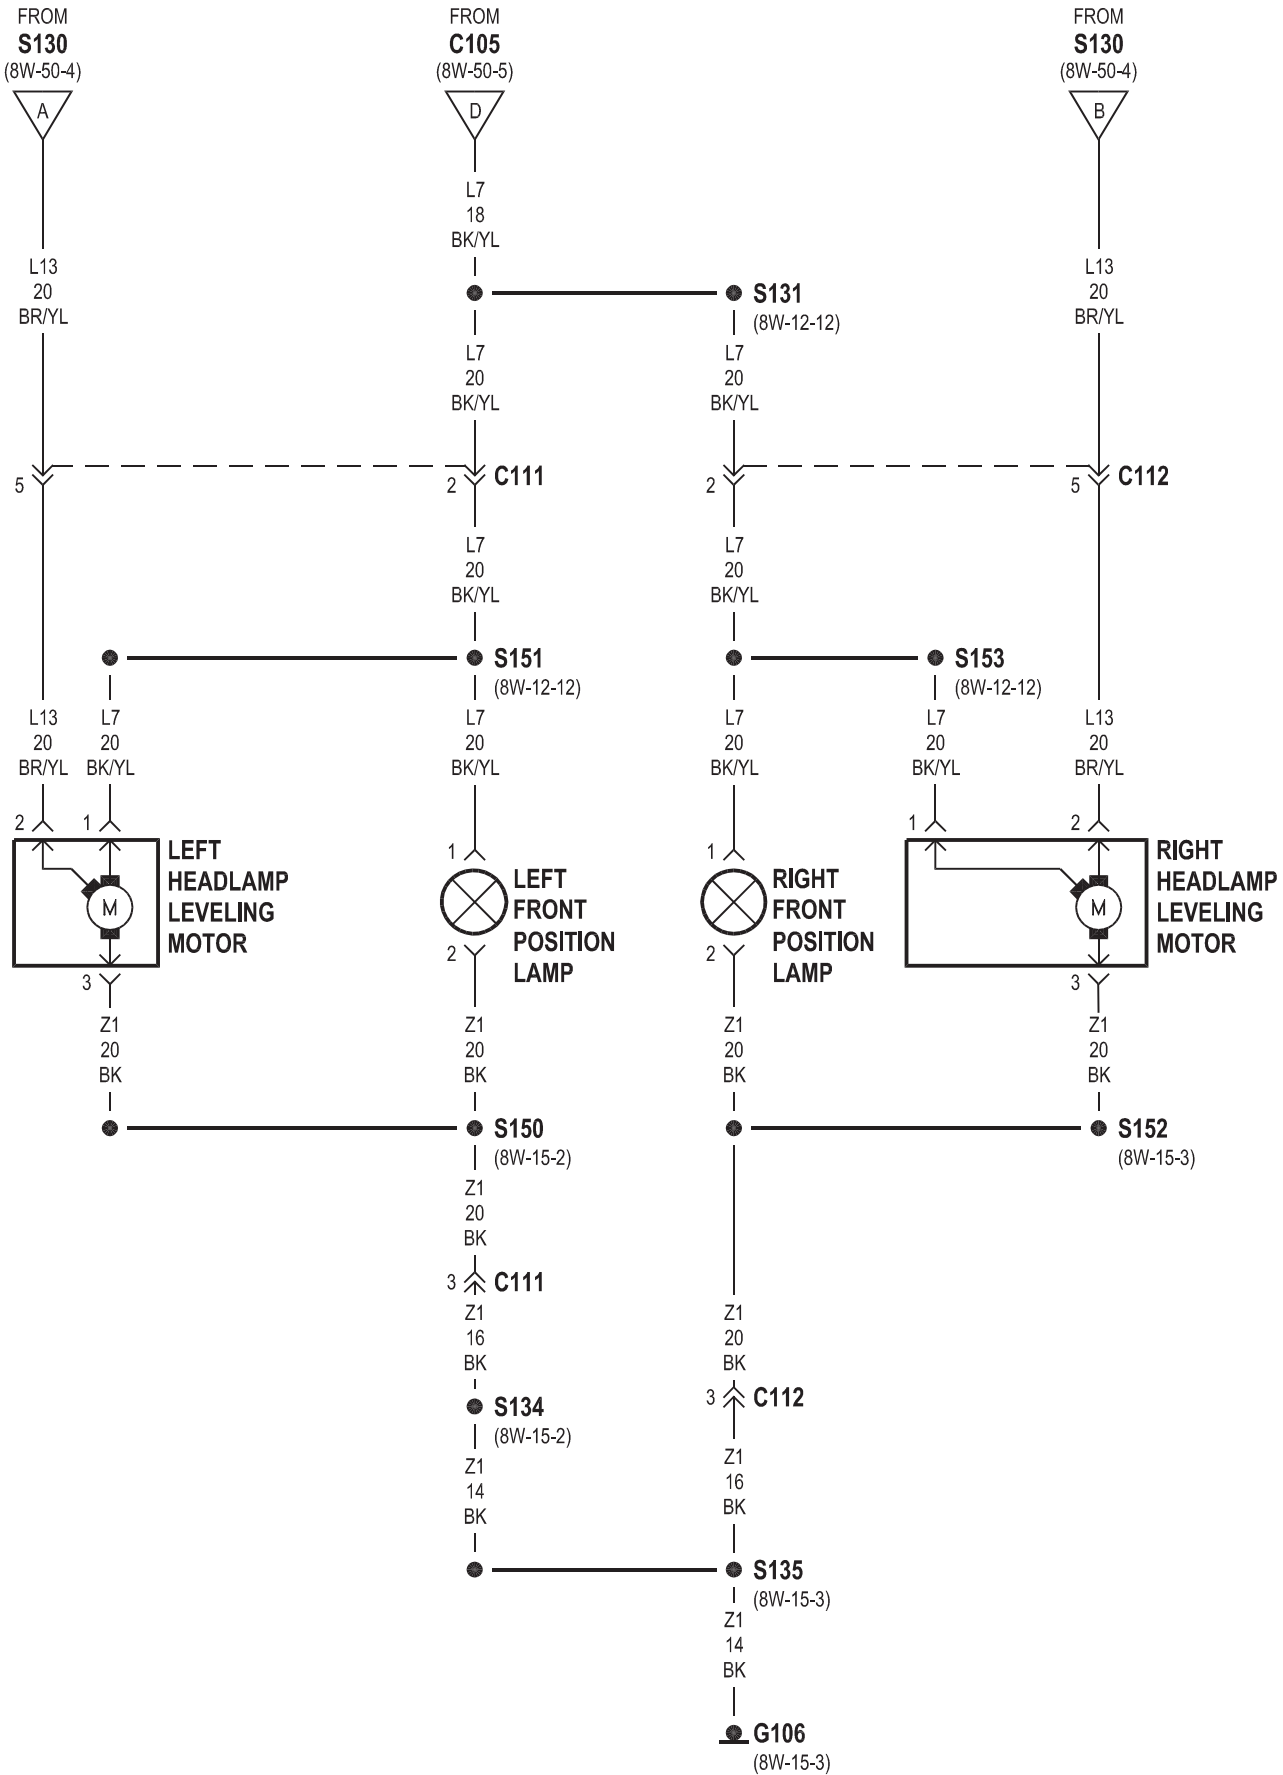 FROM
S130
(8W-50-4)
A
FROM
C105
(8W-50-5)
D
FROM
S130
(8W-50-4)
B
L7
18
BK/YL
L13
20
BR/YL
L13
20
BR/YL
S131
(8W-12-12)
L7
20
BK/YL
L7
20
BK/YL
5
2
C111
2
5
C112
L7
20
BK/YL
L7
20
BK/YL
S151
(8W-12-12)
S153
(8W-12-12)
L13
20
BR/YL
L7
20
BK/YL
L7
20
BK/YL
L7
20
BK/YL
L7
20
BK/YL
L13
20
BR/YL
2
1
M
3
LEFT
HEADLAMP
LEVELING
MOTOR
1
2
LEFT
FRONT
POSITION
LAMP
1
2
RIGHT
FRONT
POSITION
LAMP
1
2
M
3
RIGHT
HEADLAMP
LEVELING
MOTOR
Z1
20
BK
Z1
20
BK
Z1
20
BK
Z1
20
BK
S150
(8W-15-2)
S152
(8W-15-3)
Z1
20
BK
3
C111
Z1
16
BK
Z1
20
BK
3
C112
S134
(8W-15-2)
Z1
14
BK
Z1
16
BK
S135
(8W-15-3)
Z1
14
BK
G106
(8W-15-3)